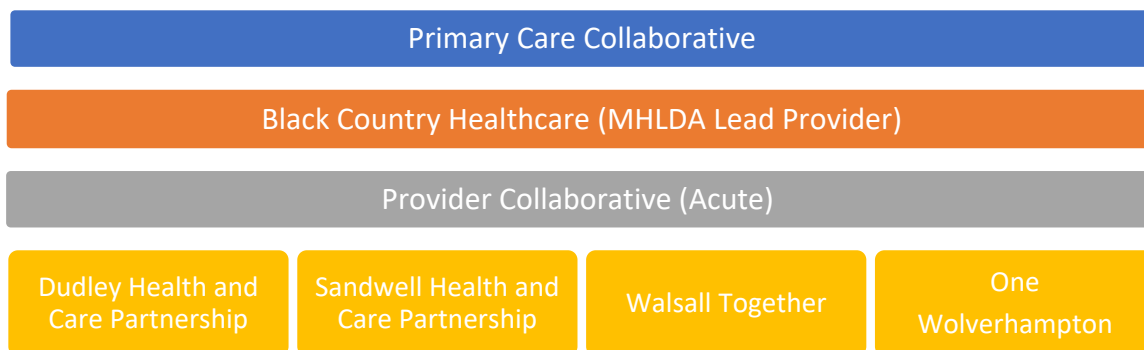 Primary Care Collaborative
Black Country Healthcare (MHLDA Lead Provider)
Provider Collaborative (Acute)
Dudley Health and
Care Partnership
Sandwell Health and
Care Partnership
Walsall Together
One
Wolverhampton